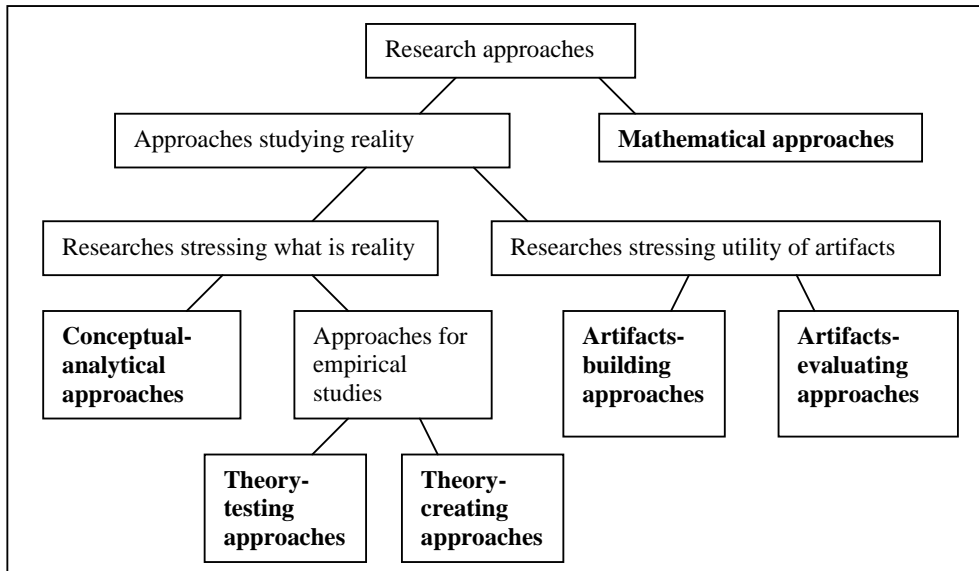 Research approaches
Approaches studying reality
Mathematical approaches
Researches stressing what is reality
Researches stressing utility of artifacts
Conceptual-
analytical
approaches
Approaches for
empirical
studies
Artifacts-
building
approaches
Artifacts-
evaluating
approaches
Theory-
testing
approaches
Theory-
creating
approaches